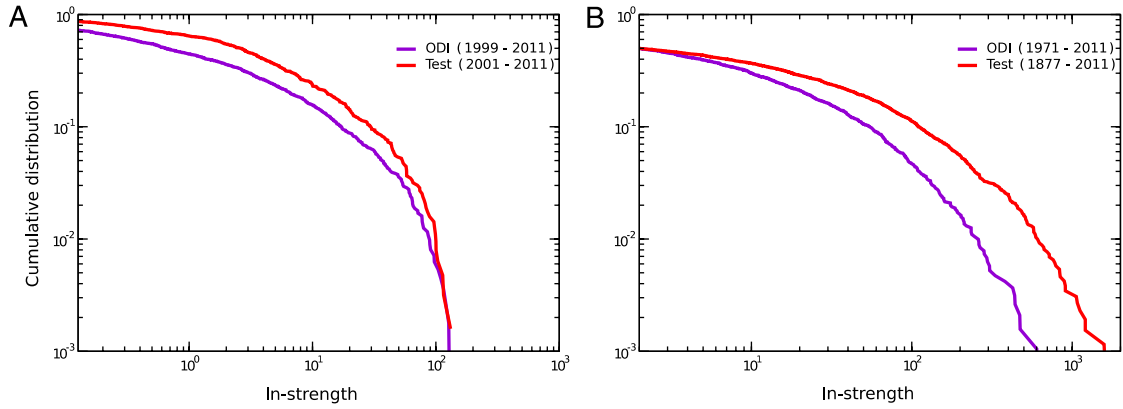 A
B
10^0
10^-1
10^-2
10^-3
Cumulative distribution
ODI (1999 - 2011)
Test (2001 - 2011)
10^0
10^1
10^2
10^3
In-strength
10^0
10^-1
10^-2
10^-3
ODI (1971 - 2011)
Test (1877 - 2011)
10^1
10^2
10^3
In-strength